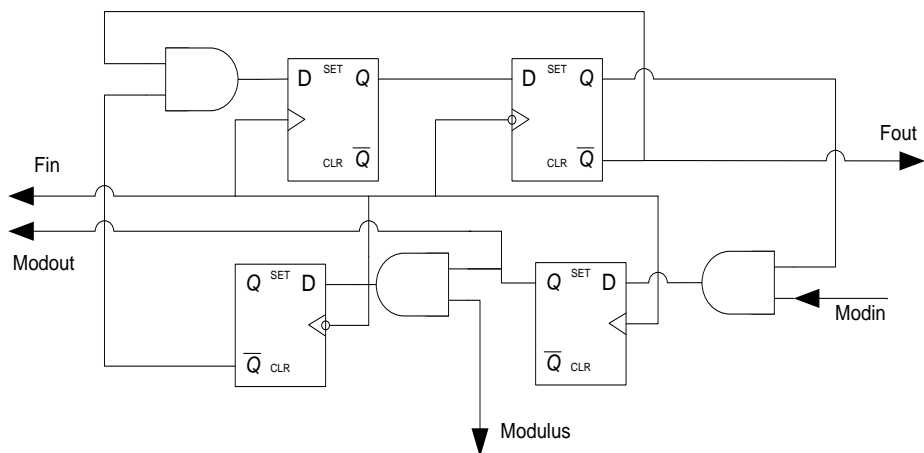 D SET Q
CLR Q̅
D SET Q
CLR Q̅
Fout
Fin
Modout
Q SET D
Q̅ CLR
Q SET D
Q̅ CLR
Modin
Modulus